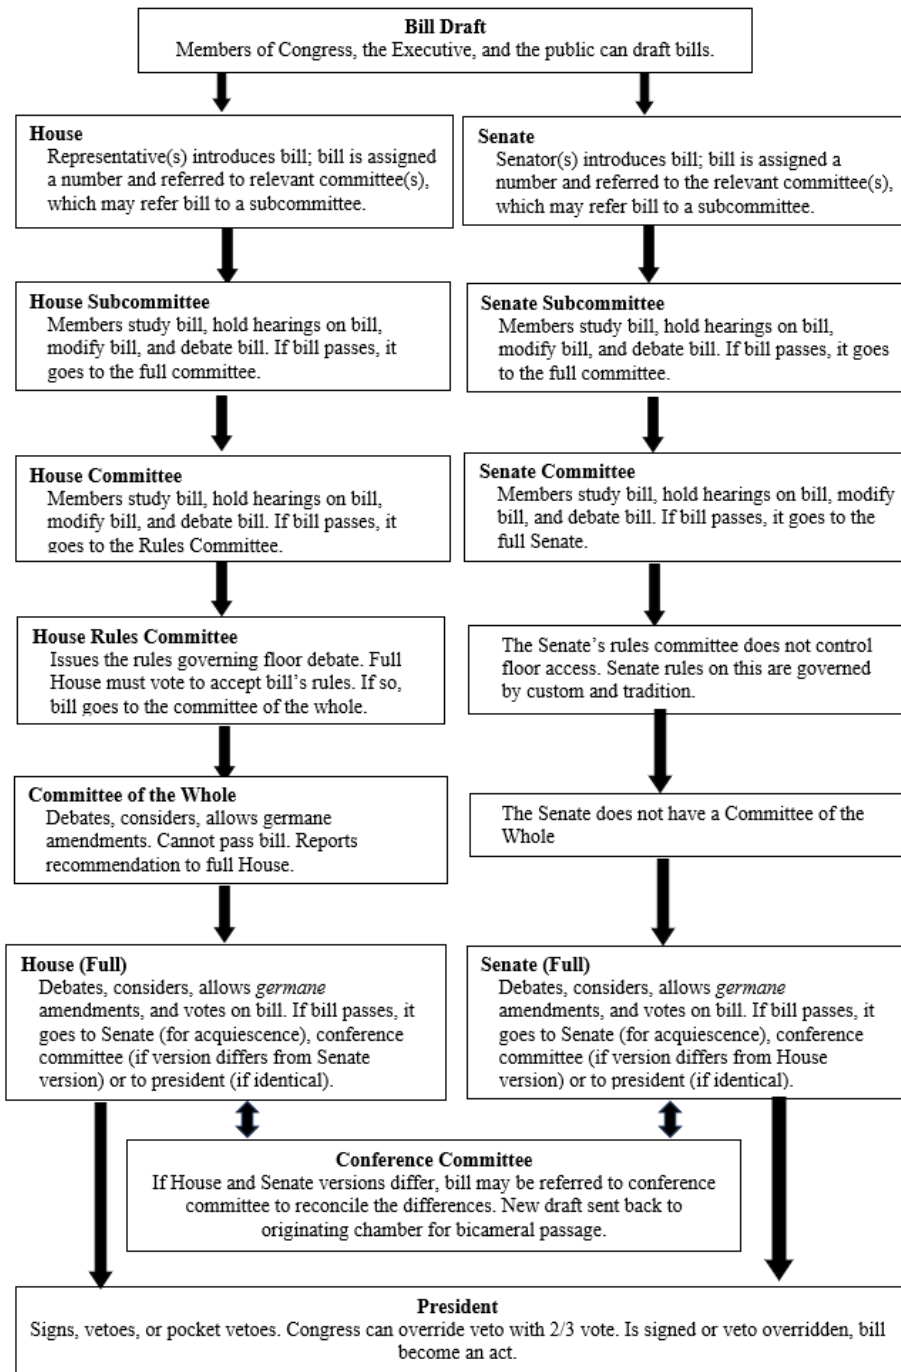 Bill Draft
Members of Congress, the Executive, and the public can draft bills.
House
Representative(s) introduces bill; bill is assigned
a number and referred to relevant committee(s),
which may refer bill to a subcommittee.
Senate
Senator(s) introduces bill; bill is assigned a
number and referred to the relevant committee(s),
which may refer bill to a subcommittee.
House Subcommittee
Members study bill, hold hearings on bill,
modify bill, and debate bill. If bill passes, it
goes to the full committee.
Senate Subcommittee
Members study bill, hold hearings on bill,
modify bill, and debate bill. If bill passes, it goes
to the full committee.
House Committee
Members study bill, hold hearings on bill,
modify bill, and debate bill. If bill passes, it
goes to the Rules Committee.
Senate Committee
Members study bill, hold hearings on bill, modify
bill, and debate bill. If bill passes, it goes to the
full Senate.
House Rules Committee
Issues the rules governing floor debate. Full
House must vote to accept bill's rules. If so,
bill goes to the committee of the whole.
The Senate's rules committee does not control
floor access. Senate rules on this are governed
by custom and tradition.
Committee of the Whole
Debates, considers, allows germane
amendments. Cannot pass bill. Reports
recommendation to full House.
The Senate does not have a Committee of the
Whole
House (Full)
Debates, considers, allows germane
amendments, and votes on bill. If bill passes, it
goes to Senate (for acquiescence), conference
committee (if version differs from Senate
version) or to president (if identical).
Senate (Full)
Debates, considers, allows germane
amendments, and votes on bill. If bill passes, it
goes to Senate (for acquiescence), conference
committee (if version differs from House
version) or to president (if identical).
Conference Committee
If House and Senate versions differ, bill may be referred to conference
committee to reconcile the differences. New draft sent back to
originating chamber for bicameral passage.
President
Signs, vetoes, or pocket vetoes. Congress can override veto with 2/3 vote. Is signed or veto overridden, bill
become an act.